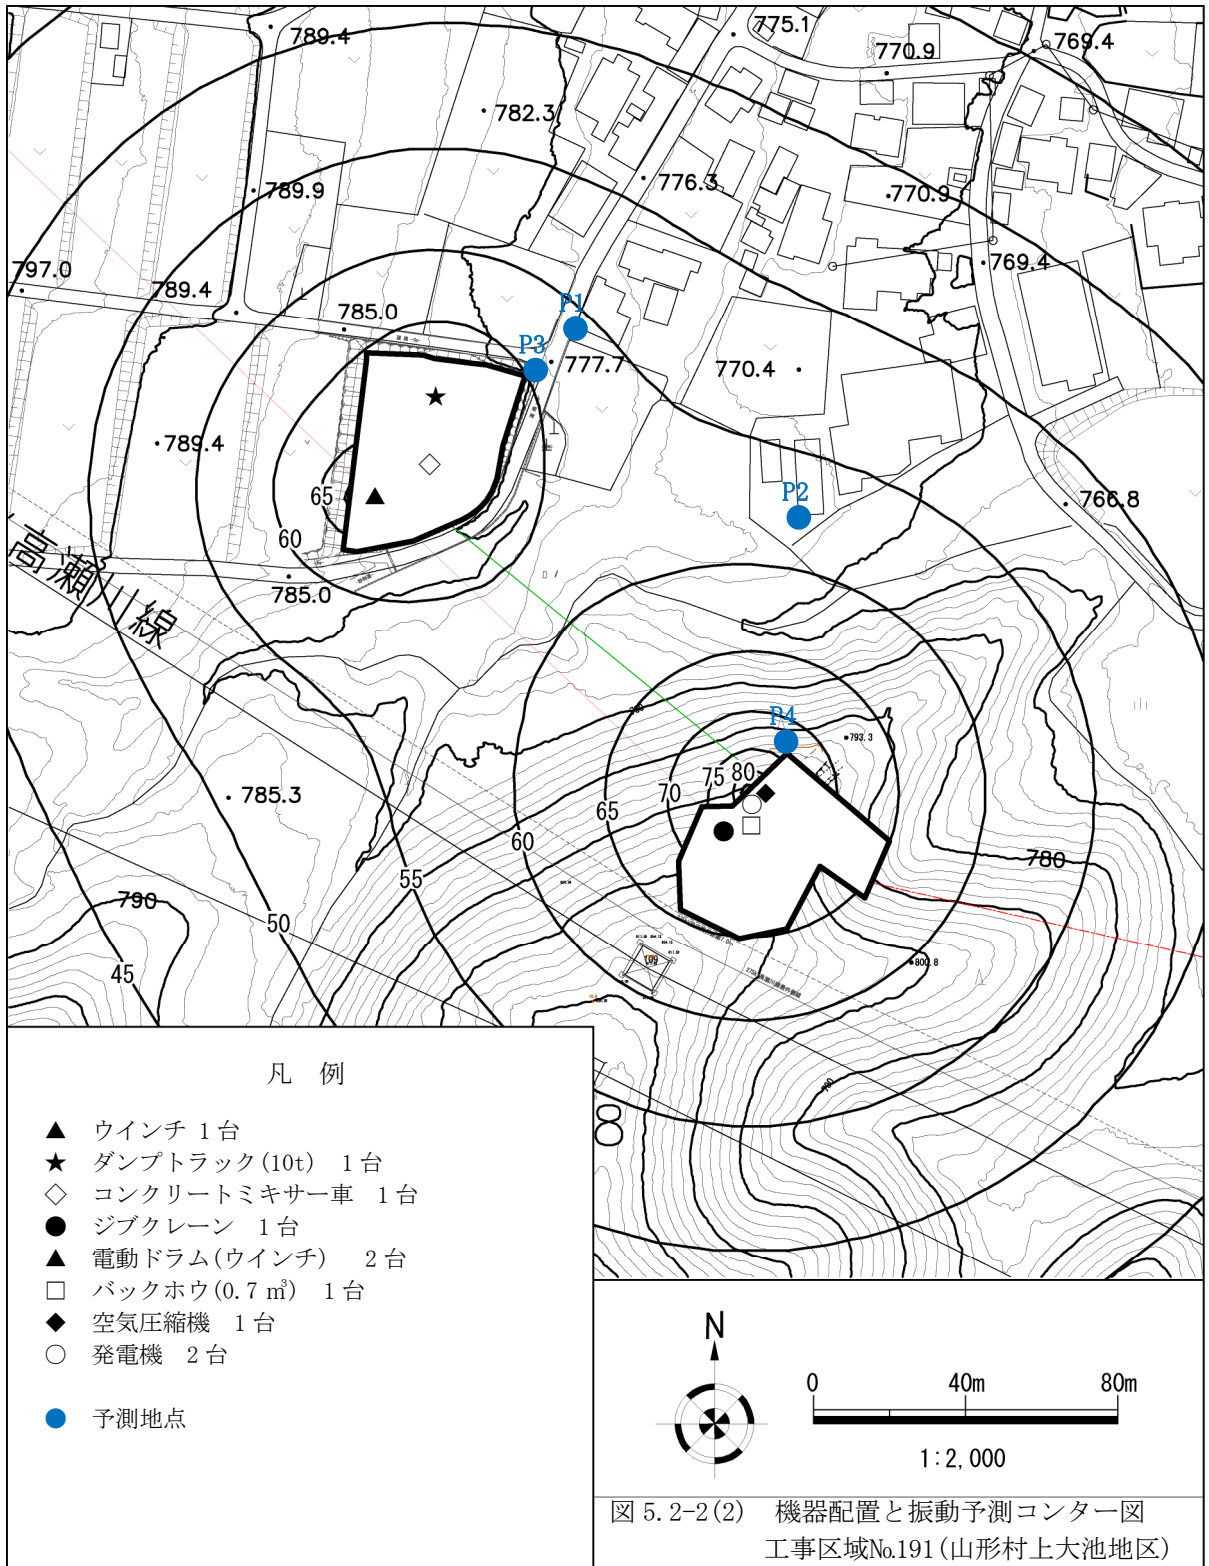 789.4
775.1
770.9
769.4
782.3
776.3
789.9
770.9
769.4
797.0
789.4
785.0
P1
P3
777.7
770.4
789.4
65
P2
766.8
60
高瀬川線
785.0
P4
793.3
75 80
70
785.3
65
60
780
55
790
50
199
800.8
45
780
凡 例
▲ ウインチ 1台
★ ダンプトラック(10t) 1台
◇ コンクリートミキサー車 1台
● ジブクレーン 1台
▲ 電動ドラム(ウインチ) 2台
□ バックホウ(0.7㎥) 1台
◆ 空気圧縮機 1台
○ 発電機 2台
● 予測地点
8
N
0 40m 80m
1:2,000
図 5.2-2(2) 機器配置と振動予測コンター図
工事区域№191(山形村上大池地区)